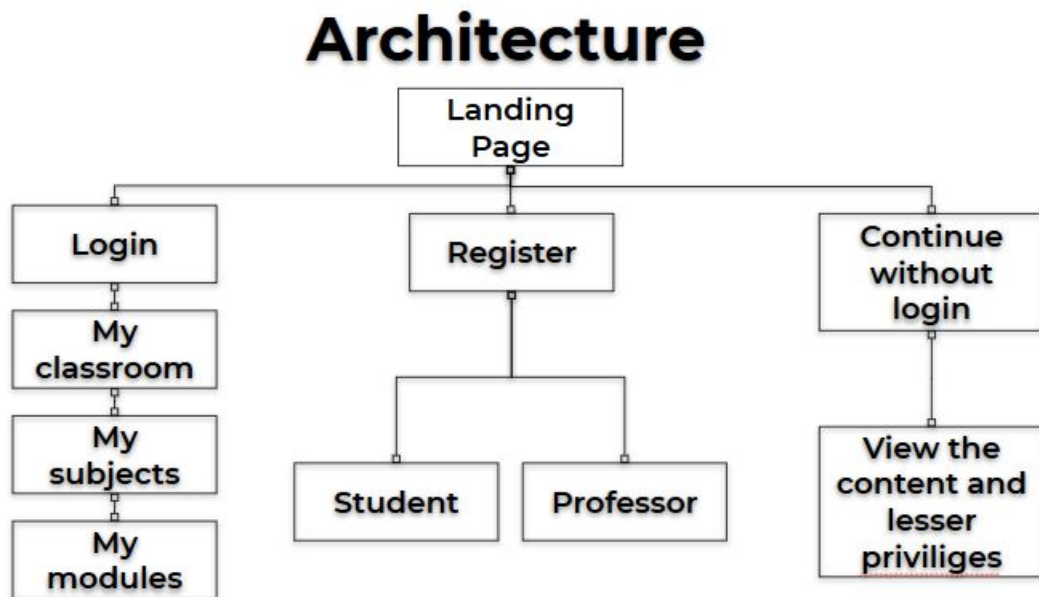 Architecture
Landing
Page
Login
Register
Continue
without
login
My
classroom
My
subjects
My
modules
Student
Professor
View the
content and
lesser
priviliges